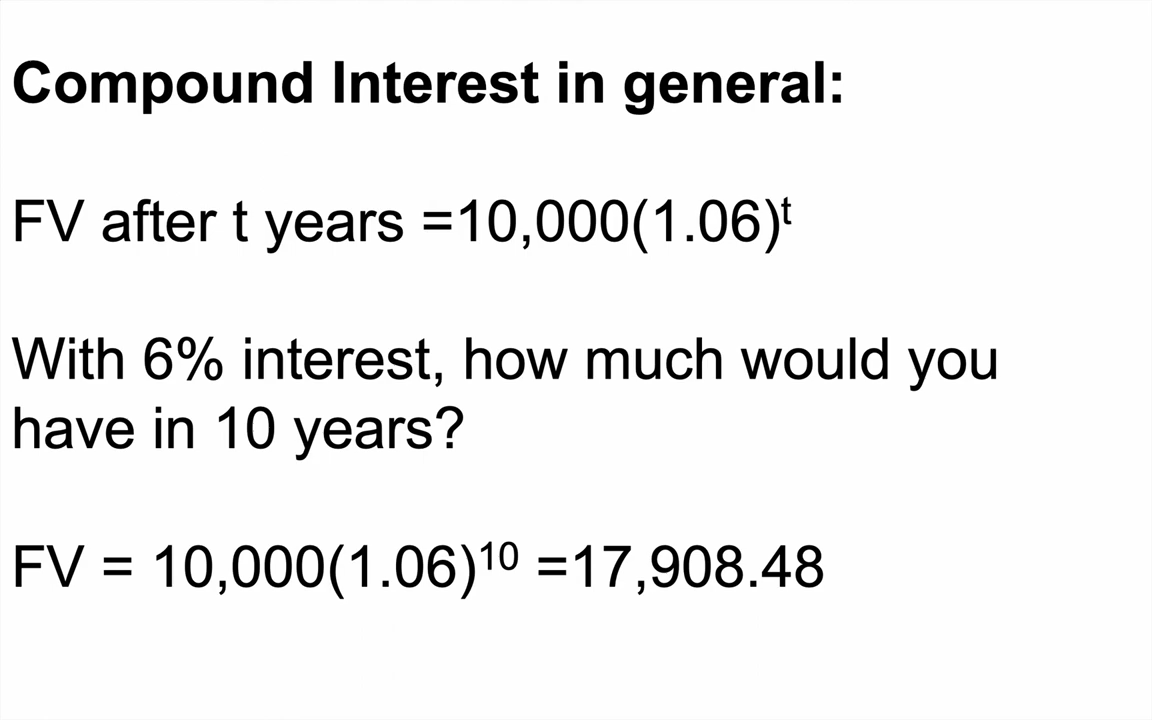 Compound Interest in general:
FV after t years =10,000(1.06)ᵗ
With 6% interest, how much would you
have in 10 years?
FV = 10,000(1.06)¹⁰ =17,908.48